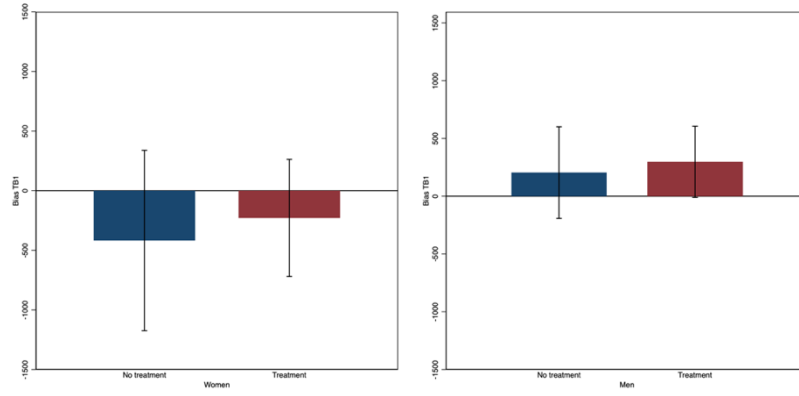 1500
1000
500
0
-500
-1000
-1500
Bias TB1
No treatment
Treatment
Women
1500
1000
500
0
-500
-1000
-1500
Bias TB1
No treatment
Treatment
Men